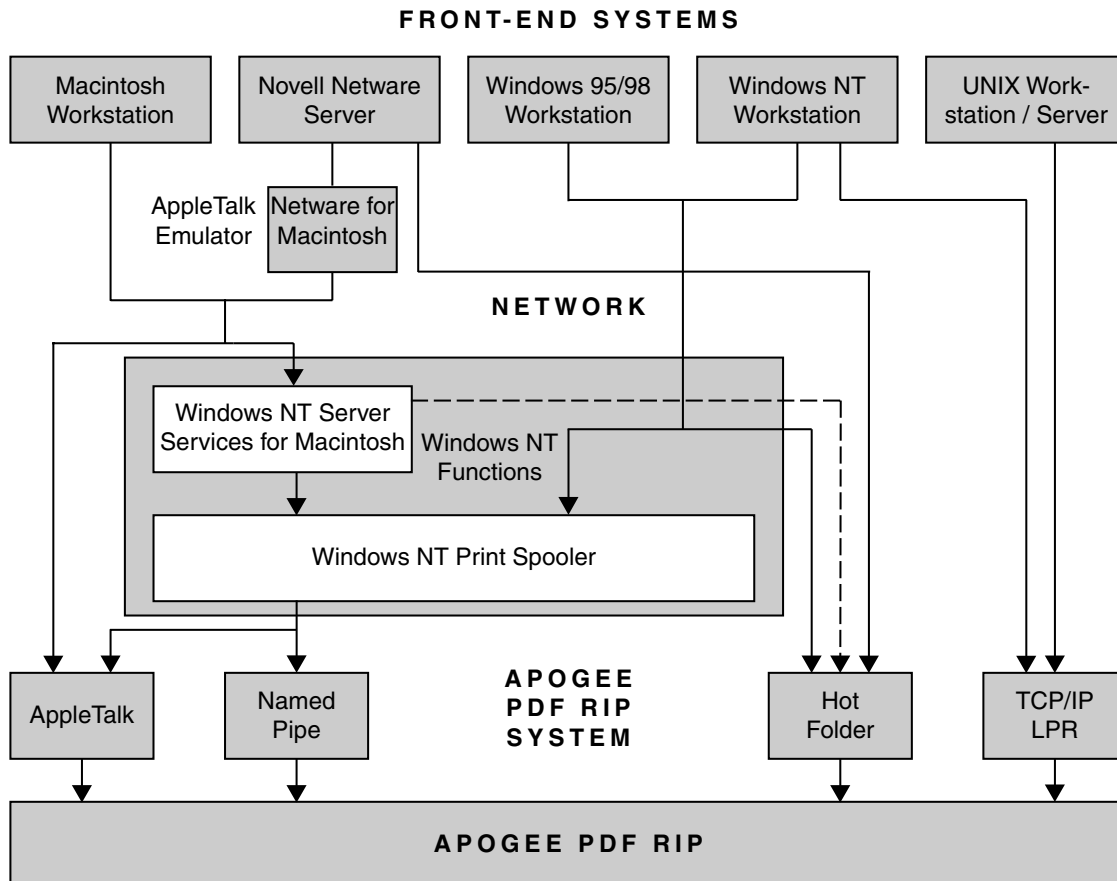 FRONT-END SYSTEMS
Macintosh
Workstation
Novell Netware
Server
Windows 95/98
Workstation
Windows NT
Workstation
UNIX Work-
station / Server
AppleTalk
Emulator
Netware for
Macintosh
NETWORK
Windows NT Server
Services for Macintosh
Windows NT
Functions
Windows NT Print Spooler
AppleTalk
Named
Pipe
APOGEE
PDF RIP
SYSTEM
Hot
Folder
TCP/IP
LPR
APOGEE PDF RIP